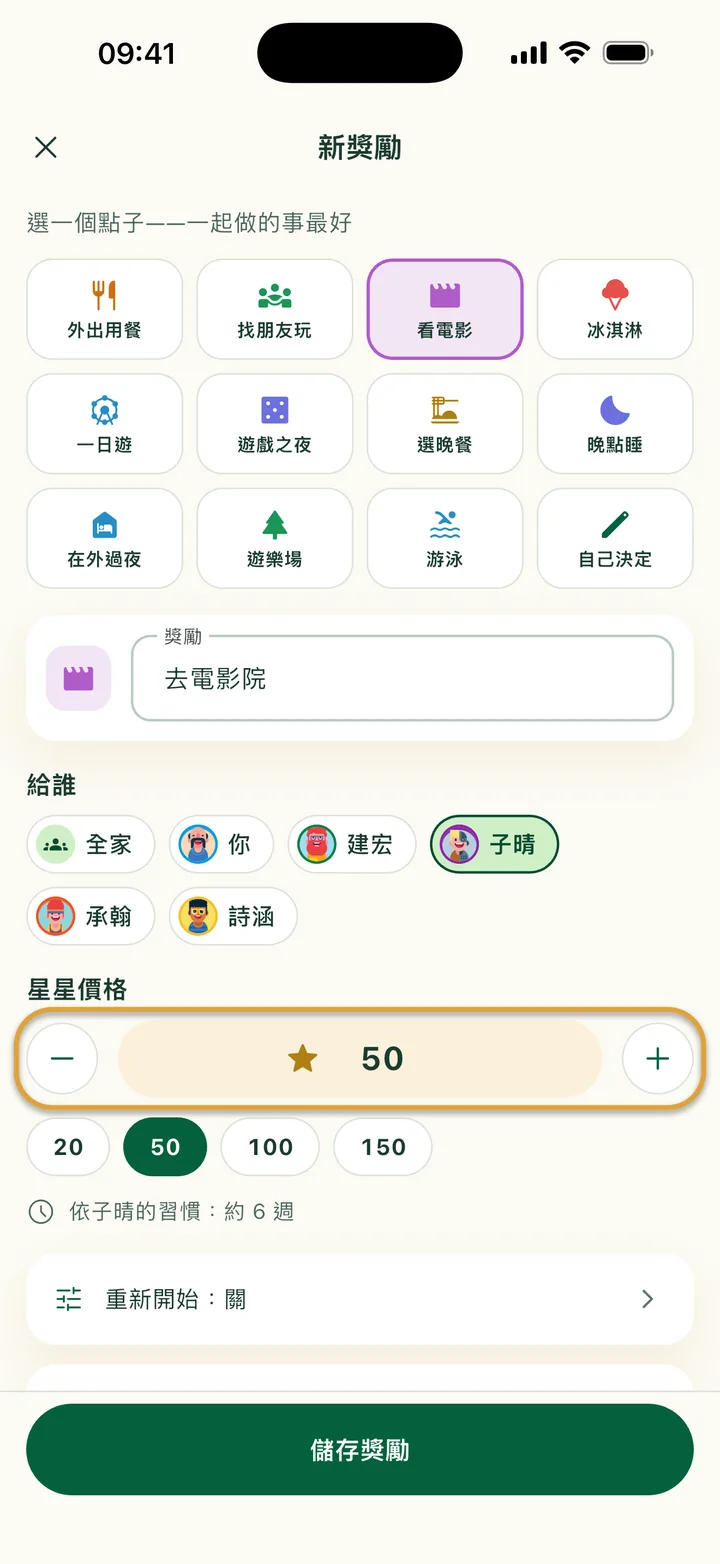 09:41
新獎勵
選一個點子——一起做的事最好
外出用餐 找朋友玩 看電影 冰淇淋
一日遊 遊戲之夜 選晚餐 晚點睡
在外過夜 遊樂場 游泳 自己決定
獎勵
去電影院
給誰
全家 你 建宏 子晴
承翰 詩涵
星星價格
50
20 50 100 150
依子晴的習慣：約 6 週
重新開始：關
儲存獎勵